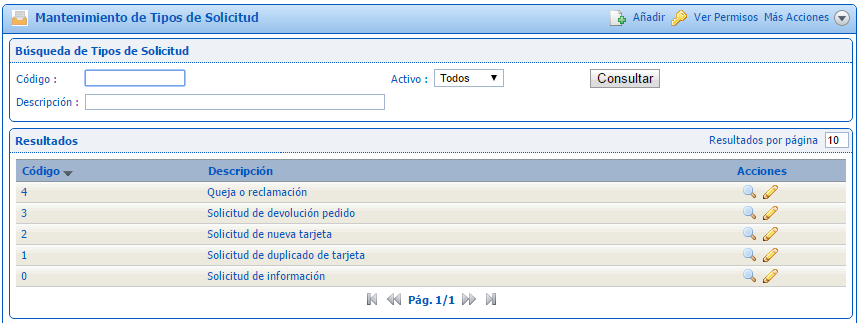 Mantenimiento de Tipos de Solicitud Añadir Ver Permisos Más Acciones
Búsqueda de Tipos de Solicitud
Código : Activo : Todos Consultar
Descripción :
Resultados Resultados por página 10
Código Descripción Acciones
4 Queja o reclamación
3 Solicitud de devolución pedido
2 Solicitud de nueva tarjeta
1 Solicitud de duplicado de tarjeta
0 Solicitud de información
Pág. 1/1